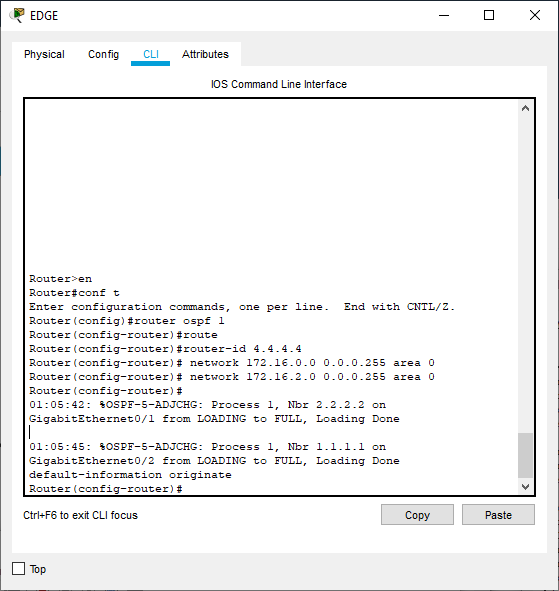 EDGE
Physical Config CLI Attributes
IOS Command Line Interface
Router>en
Router#conf t
Enter configuration commands, one per line.  End with CNTL/Z.
Router(config)#router ospf 1
Router(config-router)#route
Router(config-router)#router-id 4.4.4.4
Router(config-router)# network 172.16.0.0 0.0.0.255 area 0
Router(config-router)# network 172.16.2.0 0.0.0.255 area 0
Router(config-router)#
01:05:42: %OSPF-5-ADJCHG: Process 1, Nbr 2.2.2.2 on
GigabitEthernet0/1 from LOADING to FULL, Loading Done
01:05:45: %OSPF-5-ADJCHG: Process 1, Nbr 1.1.1.1 on
GigabitEthernet0/2 from LOADING to FULL, Loading Done
default-information originate
Router(config-router)#
Ctrl+F6 to exit CLI focus Copy Paste
Top